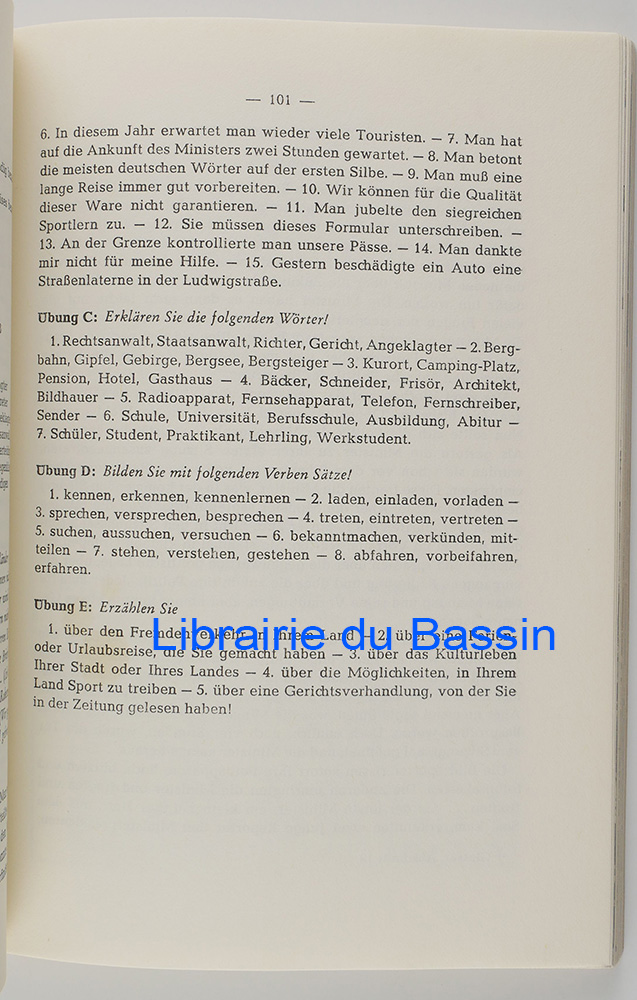 — 101 —
6. In diesem Jahr erwartet man wieder viele Touristen. — 7. Man hat
auf die Ankunft des Ministers zwei Stunden gewartet. — 8. Man betont
die meisten deutschen Wörter auf der ersten Silbe. — 9. Man muß eine
lange Reise immer gut vorbereiten. — 10. Wir können für die Qualität
dieser Ware nicht garantieren. — 11. Man jubelte den siegreichen
Sportlern zu. — 12. Sie müssen dieses Formular unterschreiben. —
13. An der Grenze kontrollierte man unsere Pässe. — 14. Man dankte
mir nicht für meine Hilfe. — 15. Gestern beschädigte ein Auto eine
Straßenlaterne in der Ludwigstraße.
Übung C: Erklären Sie die folgenden Wörter!
1. Rechtsanwalt, Staatsanwalt, Richter, Gericht, Angeklagter — 2. Berg-
bahn, Gipfel, Gebirge, Bergsee, Bergsteiger — 3. Kurort, Camping-Platz,
Pension, Hotel, Gasthaus — 4. Bäcker, Schneider, Frisör, Architekt,
Bildhauer — 5. Radioapparat, Fernsehapparat, Telefon, Fernschreiber,
Sender — 6. Schule, Universität, Berufsschule, Ausbildung, Abitur —
7. Schüler, Student, Praktikant, Lehrling, Werkstudent.
Übung D: Bilden Sie mit folgenden Verben Sätze!
1. kennen, erkennen, kennenlernen — 2. laden, einladen, vorladen —
3. sprechen, versprechen, besprechen — 4. treten, eintreten, vertreten —
5. suchen, aussuchen, versuchen — 6. bekanntmachen, verkünden, mit-
teilen — 7. stehen, verstehen, gestehen — 8. abfahren, vorbeifahren,
erfahren.
Übung E: Erzählen Sie
1. über den Fremdenverkehr in Ihrem Land — 2. über eine Ferien-
oder Urlaubsreise, die Sie gemacht haben — 3. über das Kulturleben
Ihrer Stadt oder Ihres Landes — 4. über die Möglichkeiten, in Ihrem
Land Sport zu treiben — 5. über eine Gerichtsverhandlung, von der Sie
in der Zeitung gelesen haben!
Librairie du Bassin